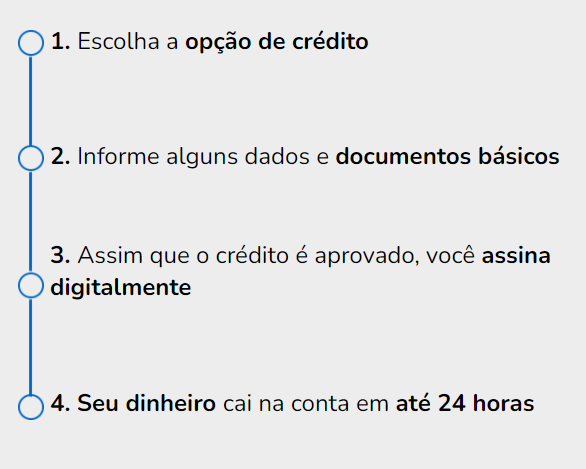 1. Escolha a opção de crédito
2. Informe alguns dados e documentos básicos
3. Assim que o crédito é aprovado, você assina
digitalmente
4. Seu dinheiro cai na conta em até 24 horas